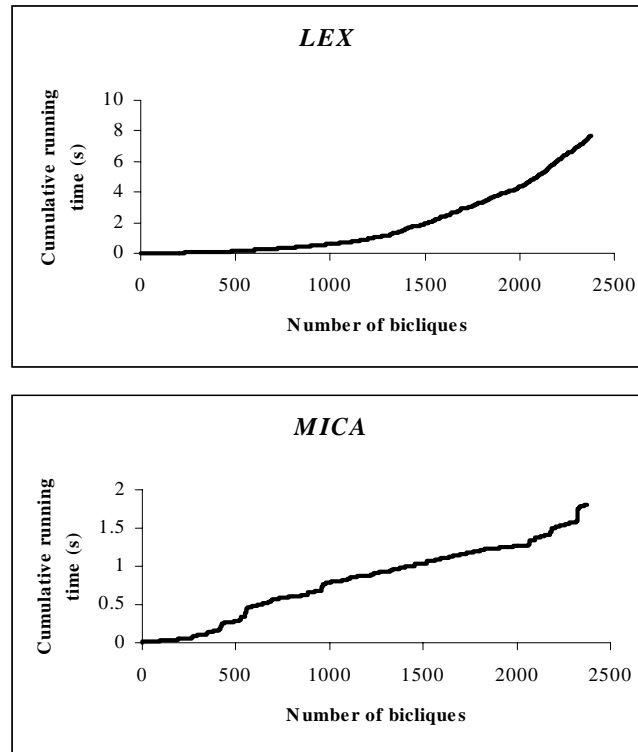 LEX
Cumulative running
time (s)
10
8
6
4
2
0
0 500 1000 1500 2000 2500
Number of bicliques
MICA
Cumulative running
time (s)
2
1.5
1
0.5
0
0 500 1000 1500 2000 2500
Number of bicliques